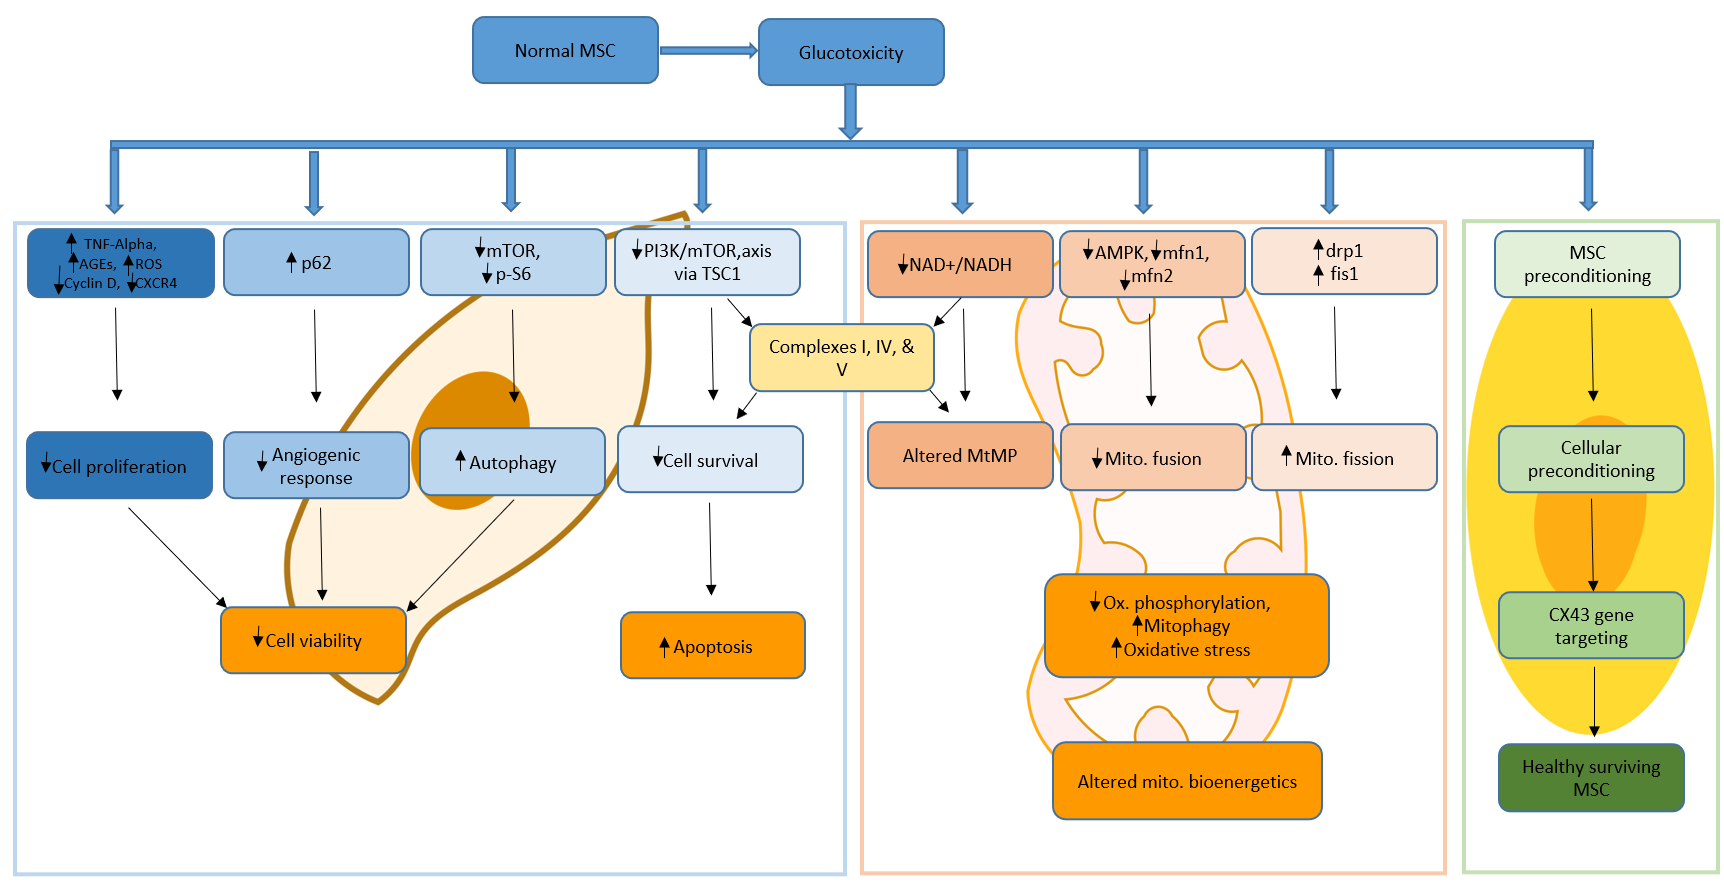 Normal MSC
Glucotoxicity
↑ TNF-Alpha,
↑AGEs, ↑ROS
↓Cyclin D, ↓CXCR4
↑ p62
↓mTOR,
↓p-S6
↓PI3K/mTOR,axis
via TSC1
↓NAD+/NADH
↓AMPK,↓mfn1,
↓mfn2
↑drp1
↑ fis1
MSC
preconditioning
Complexes I, IV, &
V
↓Cell proliferation
↓ Angiogenic
response
↑ Autophagy
↓Cell survival
Altered MtMP
↓Mito. fusion
↑ Mito. fission
Cellular
preconditioning
↓Cell viability
↑ Apoptosis
↓Ox. phosphorylation,
↑Mitophagy
↑Oxidative stress
CX43 gene
targeting
Altered mito. bioenergetics
Healthy surviving
MSC